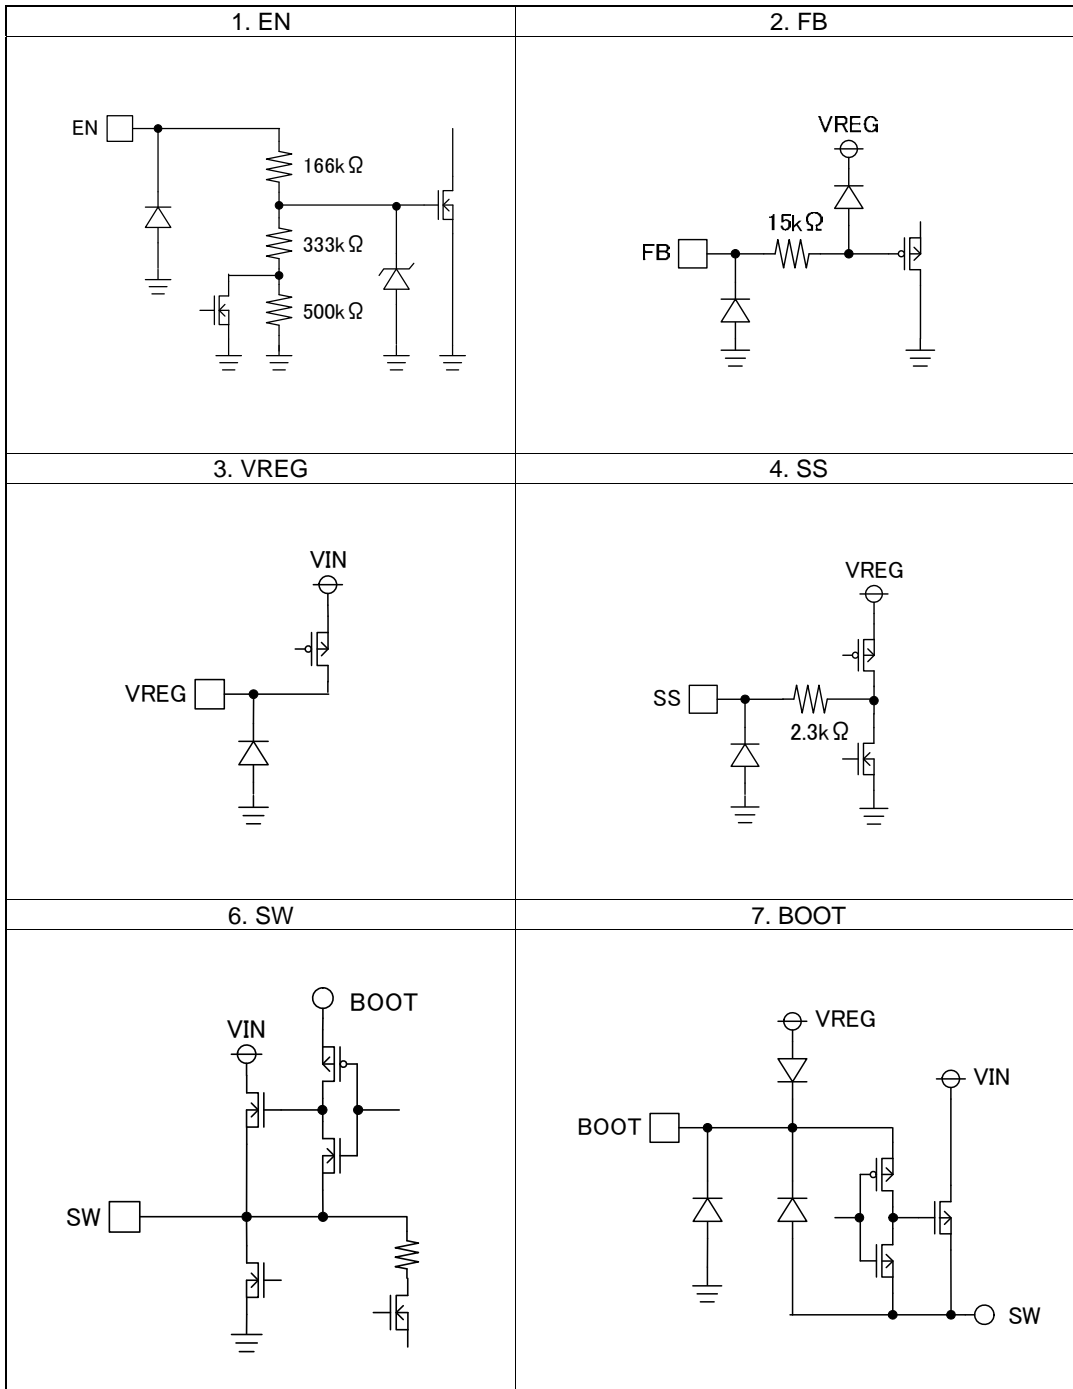 1. EN
2. FB
EN
166kΩ
333kΩ
500kΩ
VREG
15kΩ
FB
3. VREG
4. SS
VIN
VREG
VREG
SS
2.3kΩ
6. SW
7. BOOT
BOOT
VIN
SW
VREG
VIN
BOOT
SW